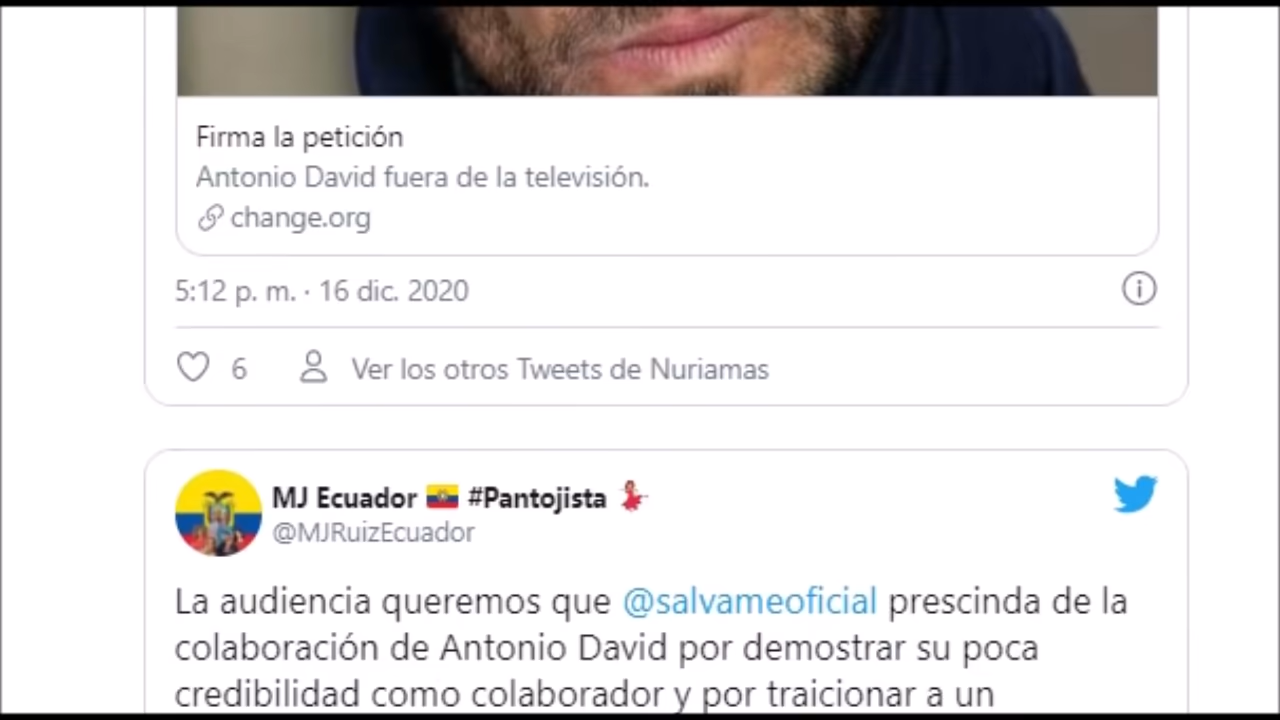 Firma la petición
Antonio David fuera de la televisión.
change.org
5:12 p. m. · 16 dic. 2020
6 Ver los otros Tweets de Nuriamas
MJ Ecuador 🇪🇨 #Pantojista 💃
@MJRuizEcuador
La audiencia queremos que @salvameoficial prescinda de la
colaboración de Antonio David por demostrar su poca
credibilidad como colaborador y por traicionar a un